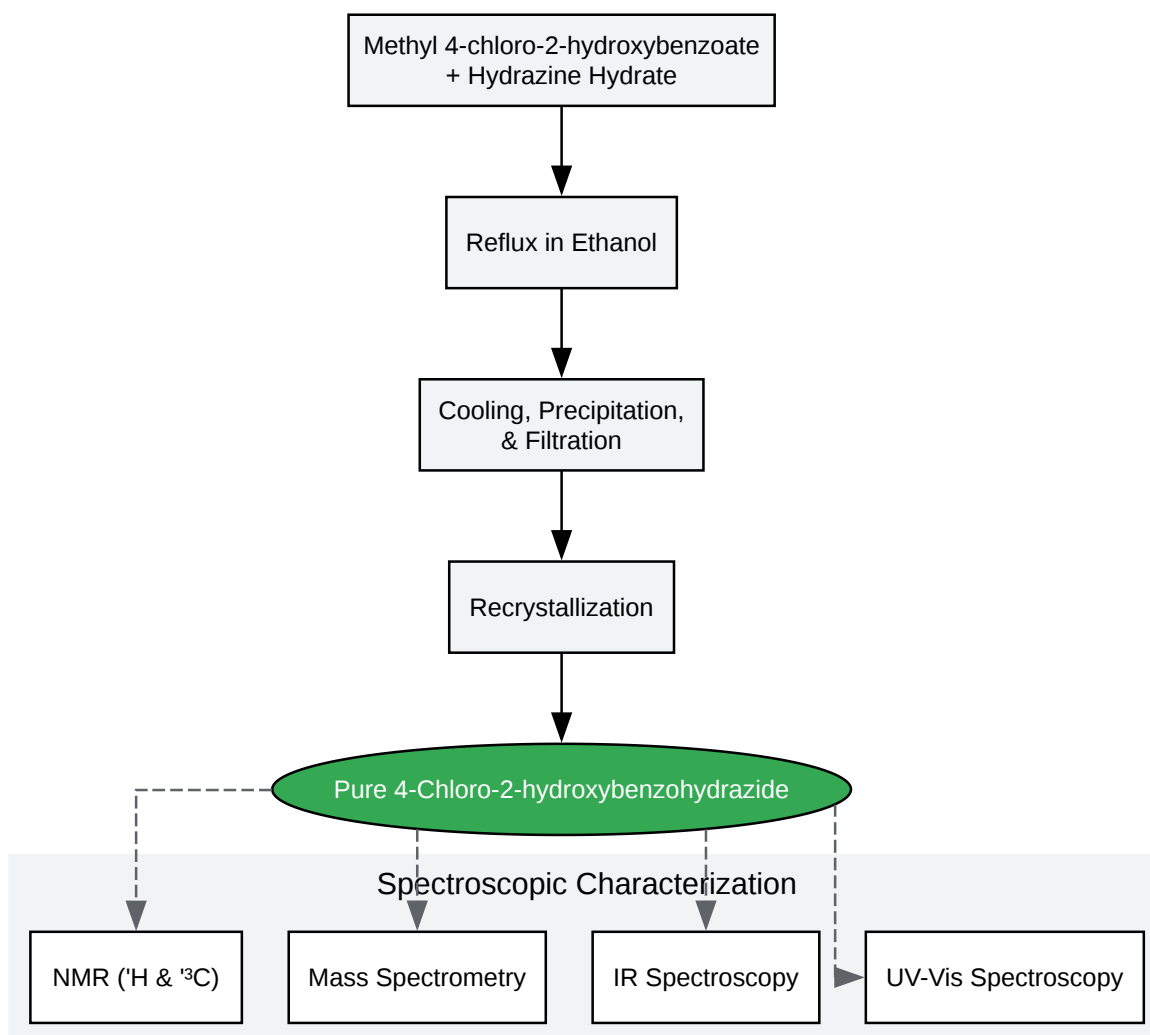 Methyl 4-chloro-2-hydroxybenzoate
+ Hydrazine Hydrate
Reflux in Ethanol
Cooling, Precipitation,
& Filtration
Recrystallization
Pure 4-Chloro-2-hydroxybenzohydrazide
Spectroscopic Characterization
NMR ('H & '³C)
Mass Spectrometry
IR Spectroscopy
UV-Vis Spectroscopy